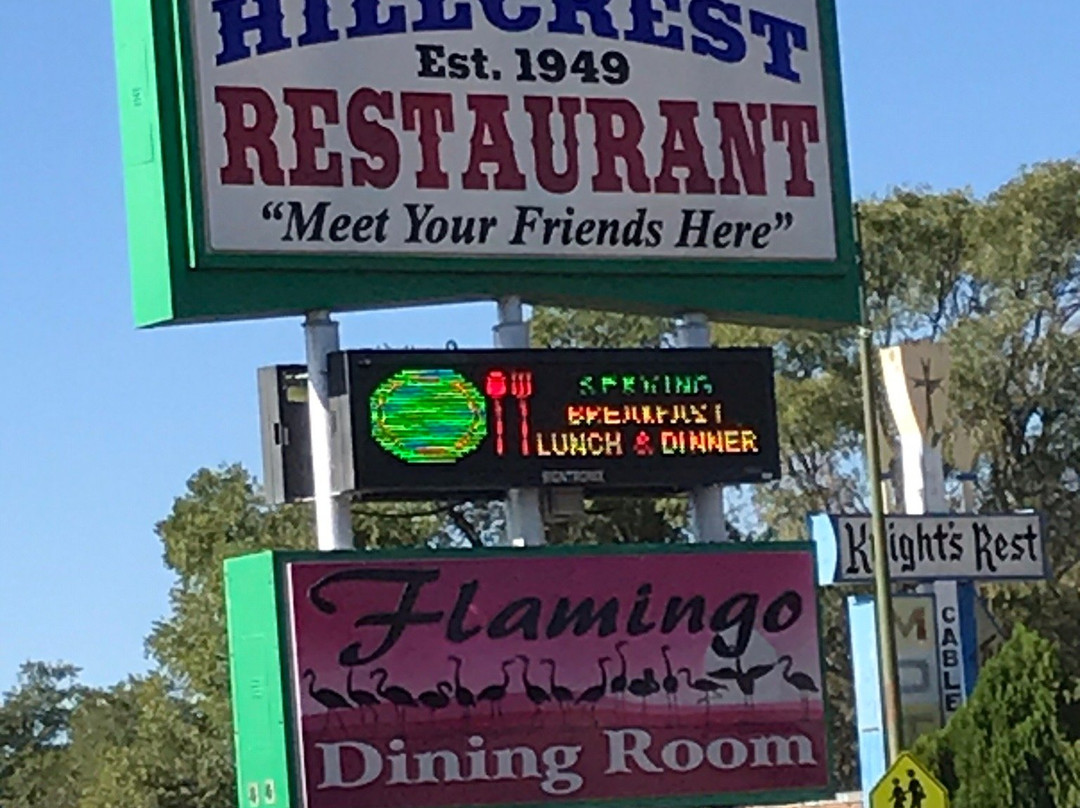 HILLCREST
Est. 1949
RESTAURANT
“Meet Your Friends Here”
SERVING
BREAKFAST
LUNCH & DINNER
Knight's Rest
Flamingo
Dining Room
CABLE